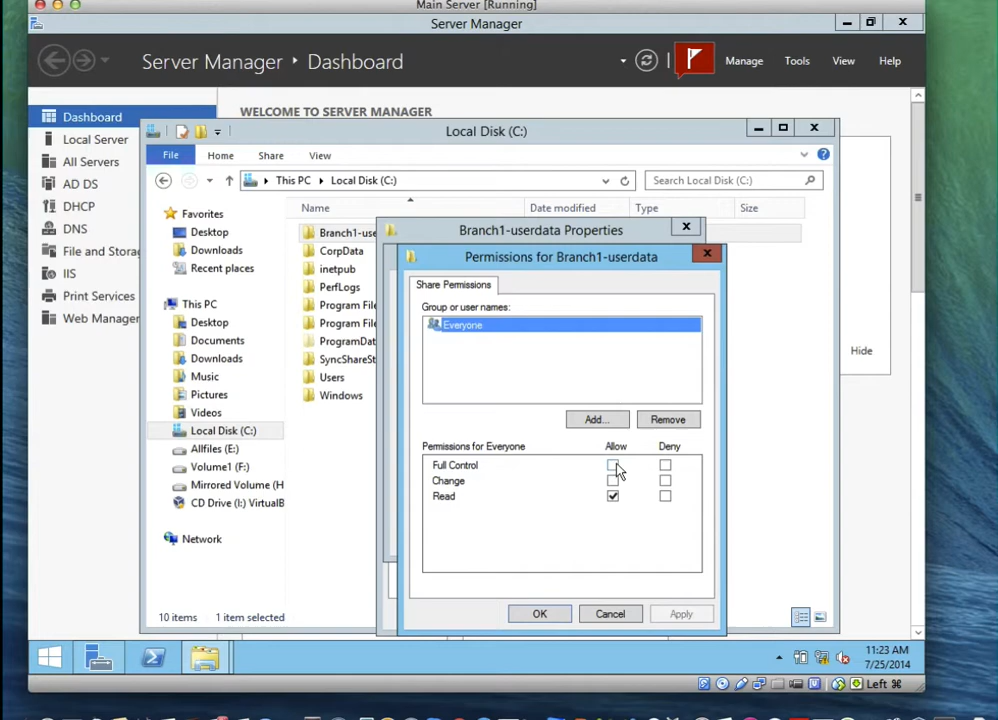 Main Server [Running]
Server Manager
Server Manager ‣ Dashboard
Manage Tools View Help
Dashboard
Local Server
All Servers
AD DS
DHCP
DNS
File and Stora
IIS
Print Services
Web Manager
WELCOME TO SERVER MANAGER
Hide
Local Disk (C:)
File Home Share View
This PC Local Disk (C:)
Search Local Disk (C:)
Favorites
Desktop
Downloads
Recent places
This PC
Desktop
Documents
Downloads
Music
Pictures
Videos
Local Disk (C:)
Allfiles (E:)
Volume1 (F:)
Mirrored Volume (H
CD Drive (I:) VirtualB
Network
Name Date modified Type Size
Branch1-use
CorpData
inetpub
PerfLogs
Program File
Program File
ProgramDat
SyncShareSt
Users
Windows
10 items 1 item selected
Branch1-userdata Properties
Permissions for Branch1-userdata
Share Permissions
Group or user names:
Everyone
Add... Remove
Permissions for Everyone Allow Deny
Full Control
Change
Read
OK Cancel Apply
11:23 AM
7/25/2014
Left ⌘